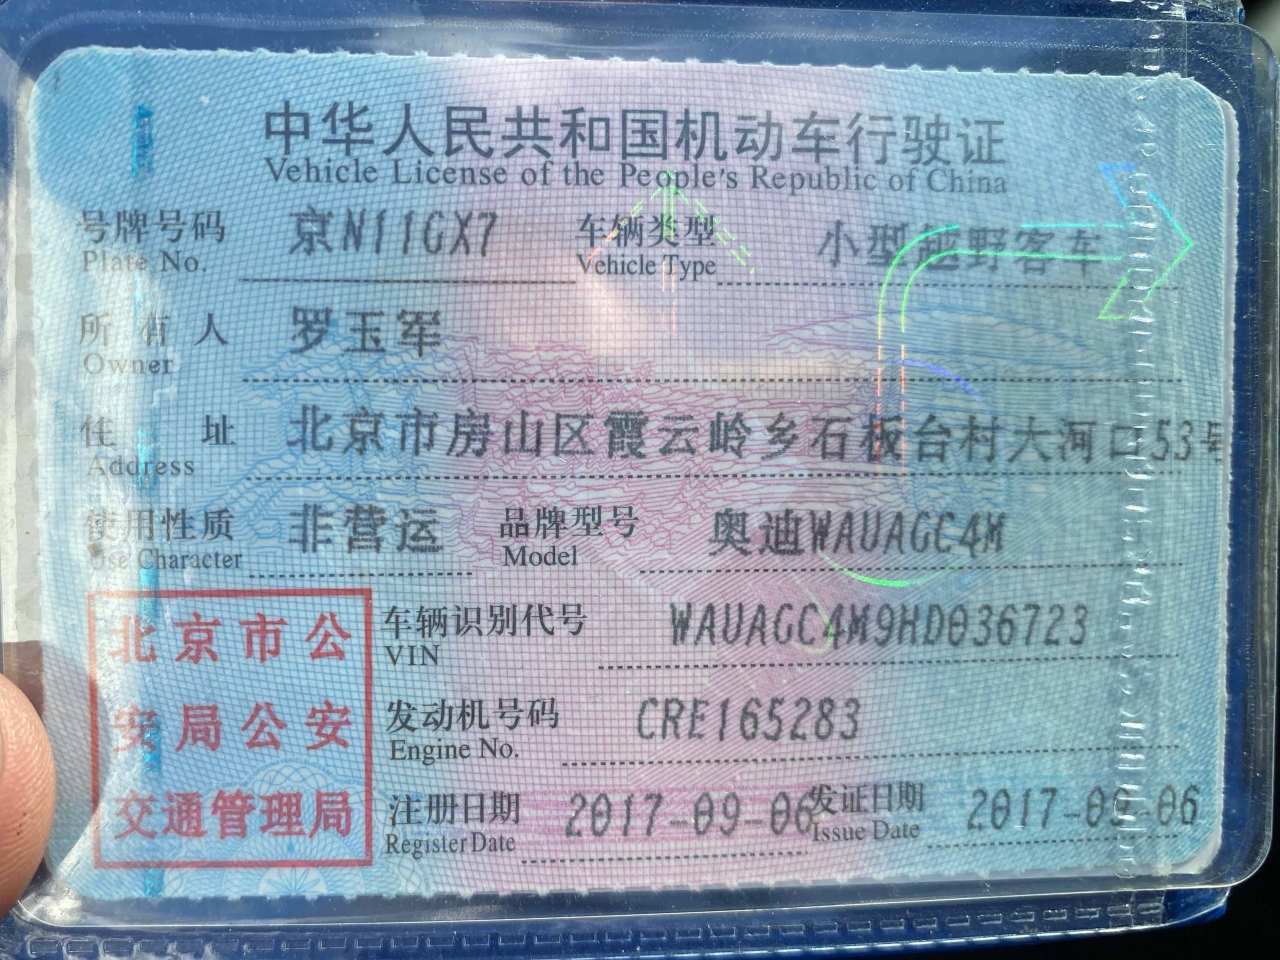 中华人民共和国机动车行驶证
Vehicle License of the People's Republic of China
号牌号码 京N11GX7 车辆类型 小型越野客车
Plate No. Vehicle Type
所有人 罗玉军
Owner
住址 北京市房山区霞云岭乡石板台村大河口53号
Address
使用性质 非营运 品牌型号 奥迪WAUAGC4M
Use Character Model
北京市公
安局公安
交通管理局
车辆识别代号 WAUAGC4M9HD036723
VIN
发动机号码 CRE165283
Engine No.
注册日期 2017-09-06 发证日期 2017-09-06
Register Date Issue Date